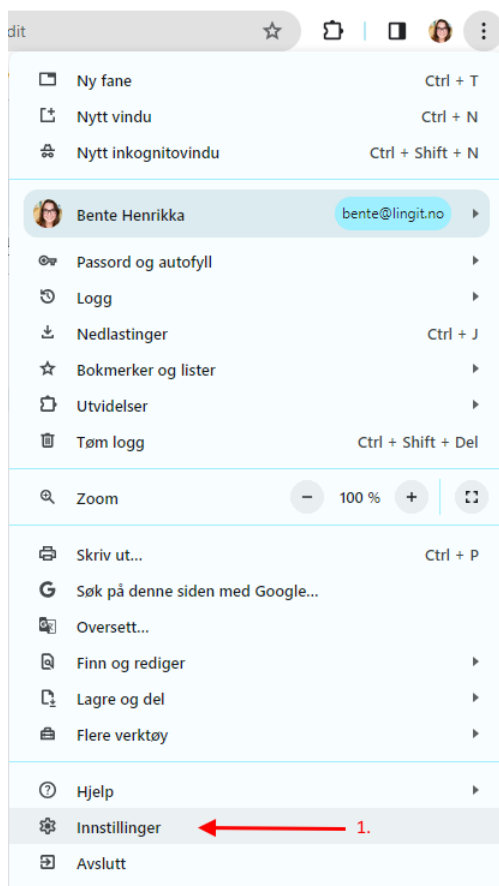 dit
Ny fane Ctrl + T
Nytt vindu Ctrl + N
Nytt inkognitovindu Ctrl + Shift + N
Bente Henrikka bente@lingit.no
Passord og autofyll
Logg
Nedlastinger Ctrl + J
Bokmerker og lister
Utvidelser
Tøm logg Ctrl + Shift + Del
Zoom − 100 % +
Skriv ut... Ctrl + P
Søk på denne siden med Google...
Oversett...
Finn og rediger
Lagre og del
Flere verktøy
Hjelp
Innstillinger 1.
Avslutt